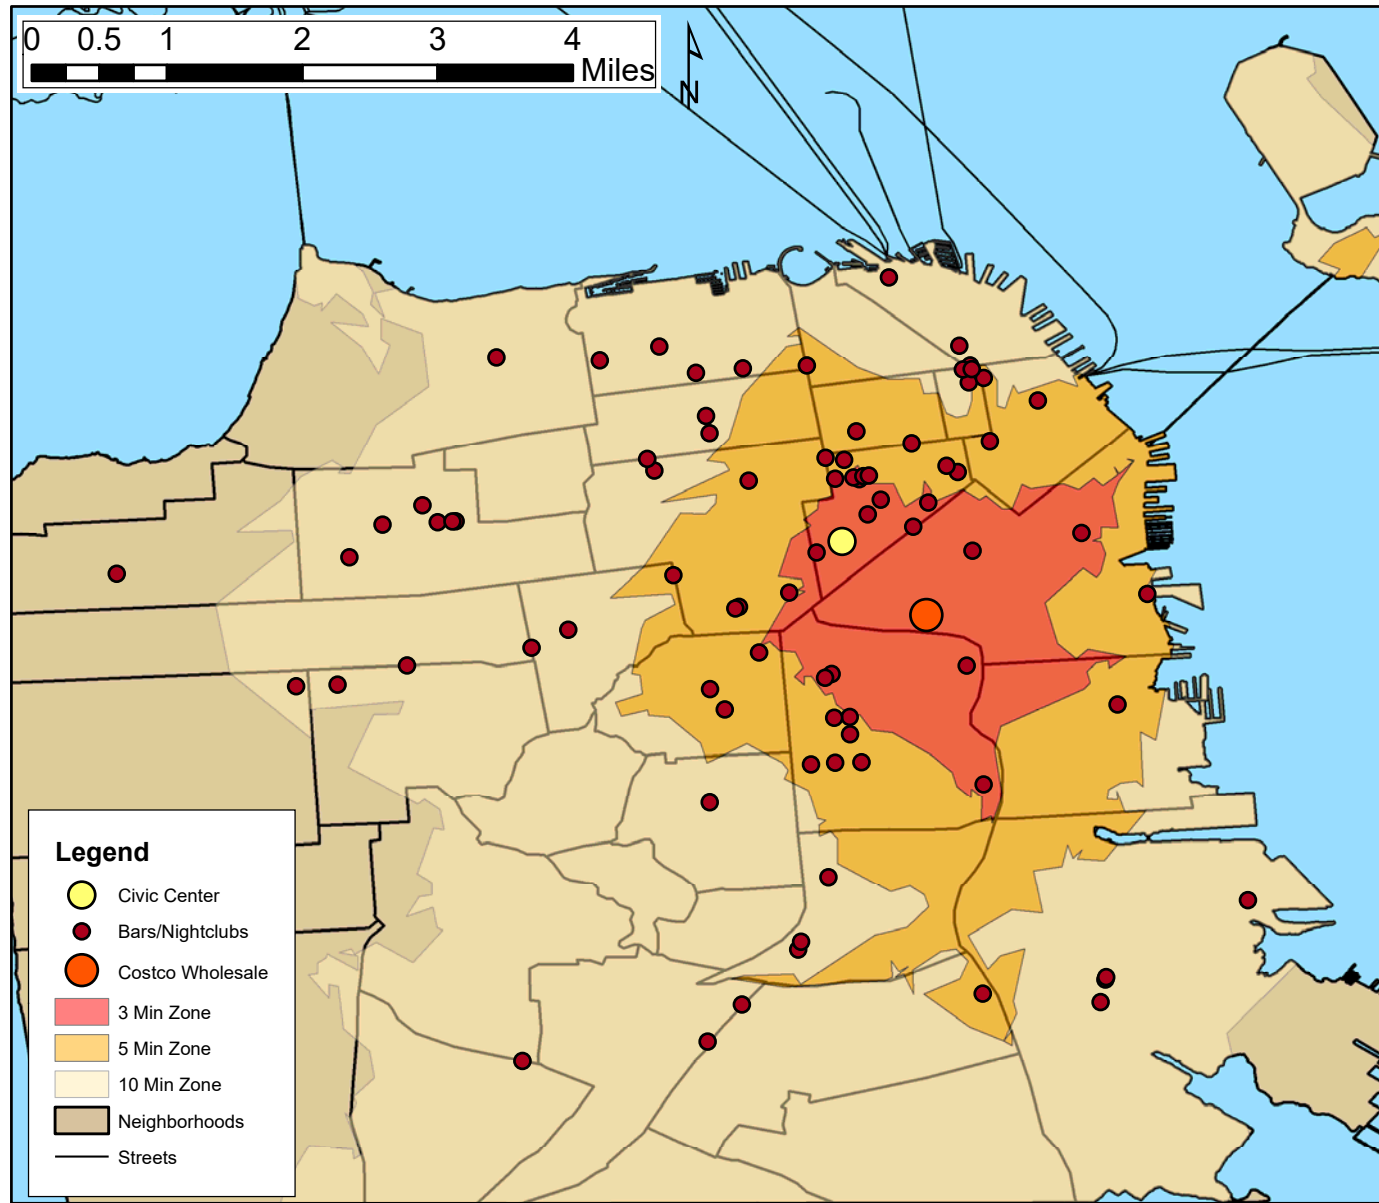 0 0.5 1 2 3 4
Miles
N
Legend
Civic Center
Bars/Nightclubs
Costco Wholesale
3 Min Zone
5 Min Zone
10 Min Zone
Neighborhoods
Streets